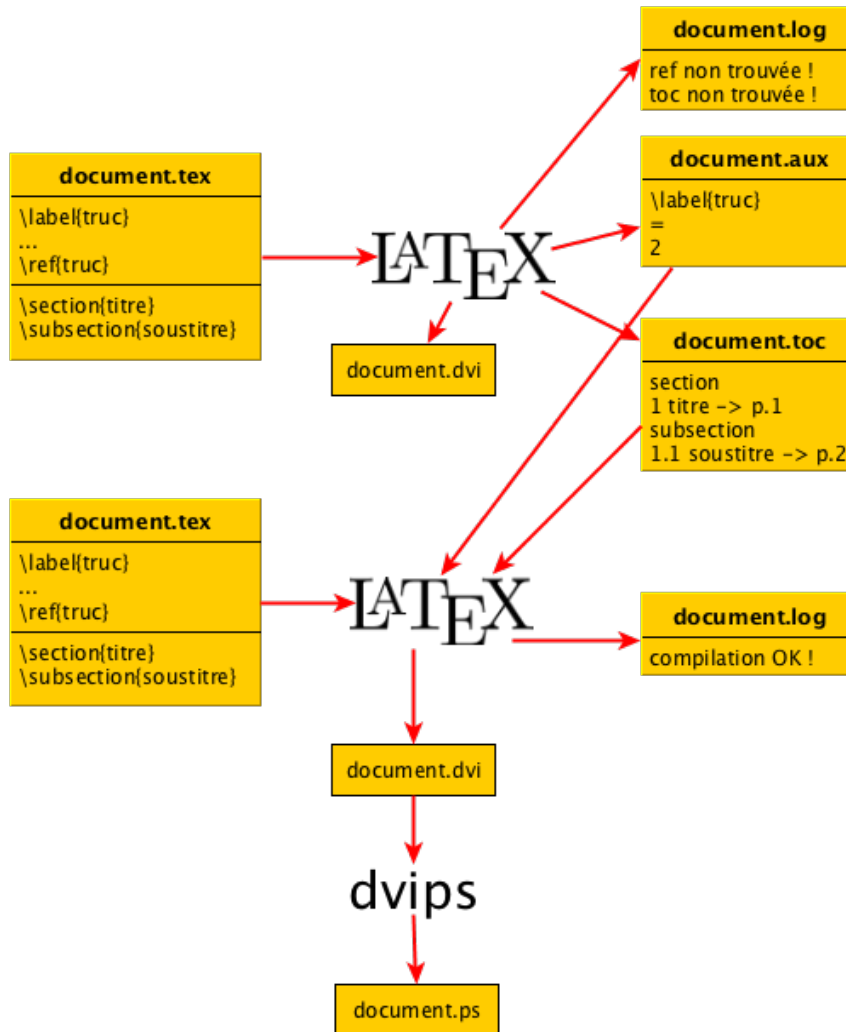 document.log
ref non trouvée !
toc non trouvée !
document.tex
\label{truc}
...
\ref{truc}
\section{titre}
\subsection{soustitre}
LATEX
document.aux
\label{truc}
=
2
document.dvi
document.toc
section
1 titre -> p.1
subsection
1.1 soustitre -> p.2
document.tex
\label{truc}
...
\ref{truc}
\section{titre}
\subsection{soustitre}
LATEX
document.log
compilation OK !
document.dvi
dvips
document.ps